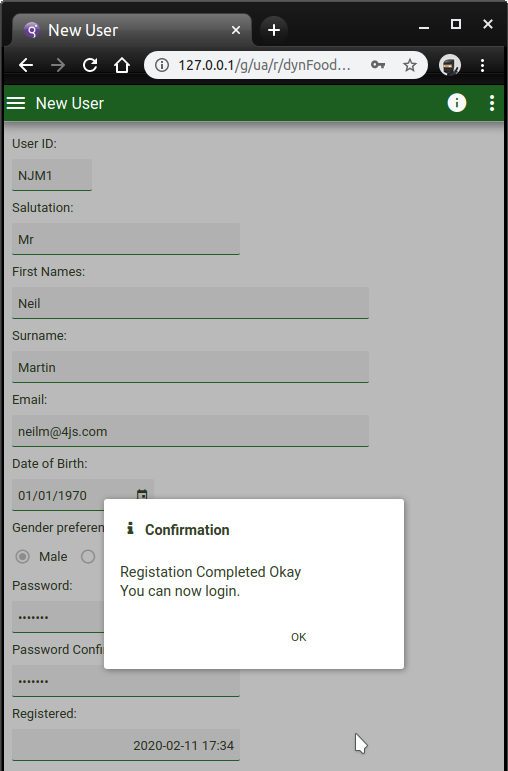 New User
127.0.0.1/g/ua/r/dynFood...
New User
User ID:
NJM1
Salutation:
Mr
First Names:
Neil
Surname:
Martin
Email:
neilm@4js.com
Date of Birth:
01/01/1970
Gender preferen
Male
Confirmation
Registation Completed Okay
You can now login.
OK
Password:
•••••••
Password Confi
•••••••
Registered:
2020-02-11 17:34